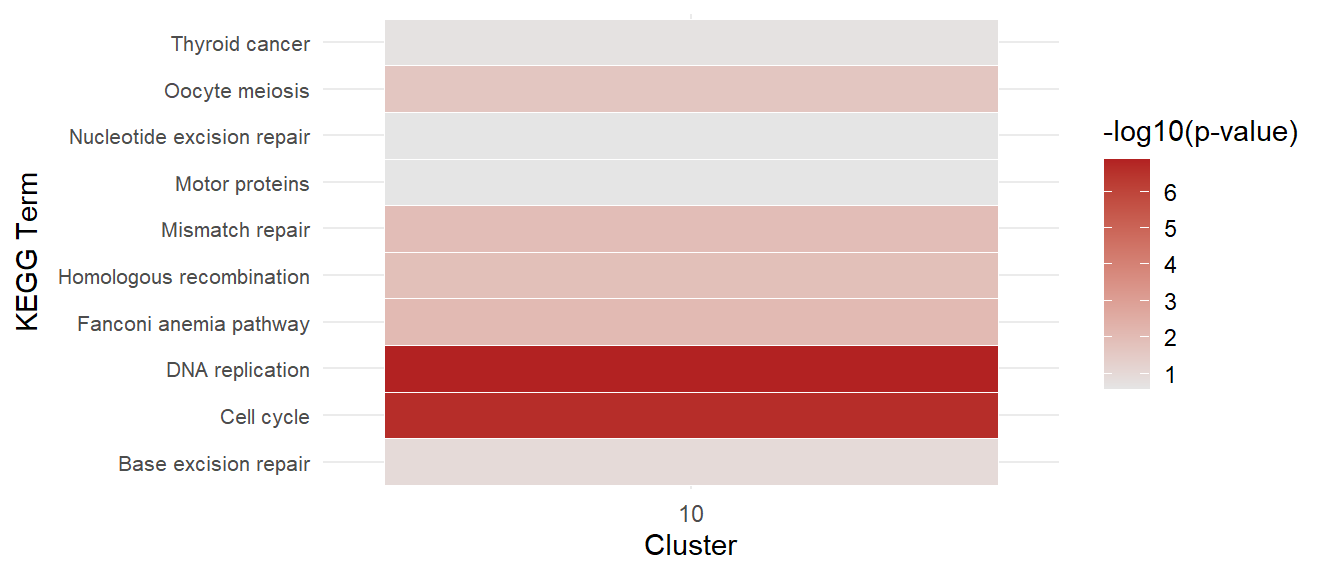 Thyroid cancer
Oocyte meiosis
Nucleotide excision repair
Motor proteins
Mismatch repair
Homologous recombination
Fanconi anemia pathway
DNA replication
Cell cycle
Base excision repair
KEGG Term
10
Cluster
-log10(p-value)
6
5
4
3
2
1